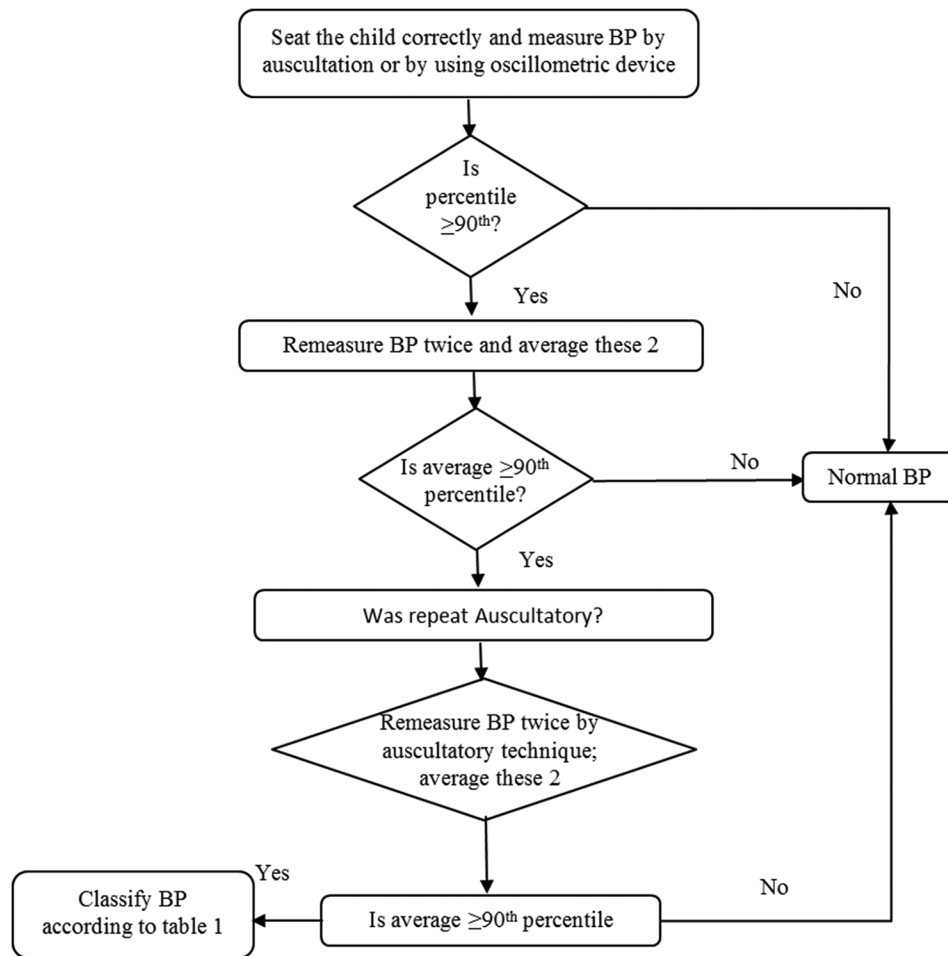 Seat the child correctly and measure BP by
auscultation or by using oscillometric device
Is
percentile
≥90th?
No
Yes
Remeasure BP twice and average these 2
Is average ≥90th
percentile?
No
Normal BP
Yes
Was repeat Auscultatory?
Remeasure BP twice by
auscultatory technique;
average these 2
Yes
No
Classify BP
according to table 1
Is average ≥90th percentile